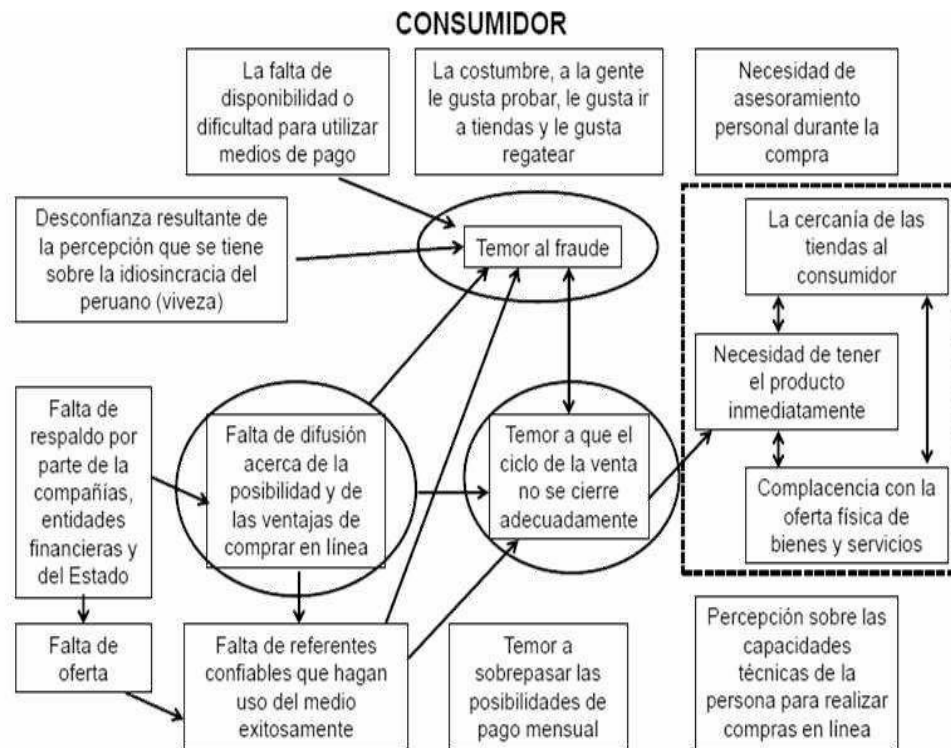 CONSUMIDOR
La falta de
disponibilidad o
dificultad para utilizar
medios de pago
La costumbre, a la gente
le gusta probar, le gusta ir
a tiendas y le gusta
regatear
Necesidad de
asesoramiento
personal durante la
compra
Desconfianza resultante de
la percepción que se tiene
sobre la idiosincracia del
peruano (viveza)
Temor al fraude
La cercanía de las
tiendas al
consumidor
Necesidad de tener
el producto
inmediatamente
Falta de
respaldo por
parte de la
compañías,
entidades
financieras y
del Estado
Falta de difusión
acerca de la
posibilidad y de
las ventajas de
comprar en línea
Temor a que el
ciclo de la venta
no se cierre
adecuadamente
Complacencia con la
oferta física de
bienes y servicios
Falta de
oferta
Falta de referentes
confiables que hagan
uso del medio
exitosamente
Temor a
sobrepasar las
posibilidades de
pago mensual
Percepción sobre las
capacidades
técnicas de la
persona para realizar
compras en línea